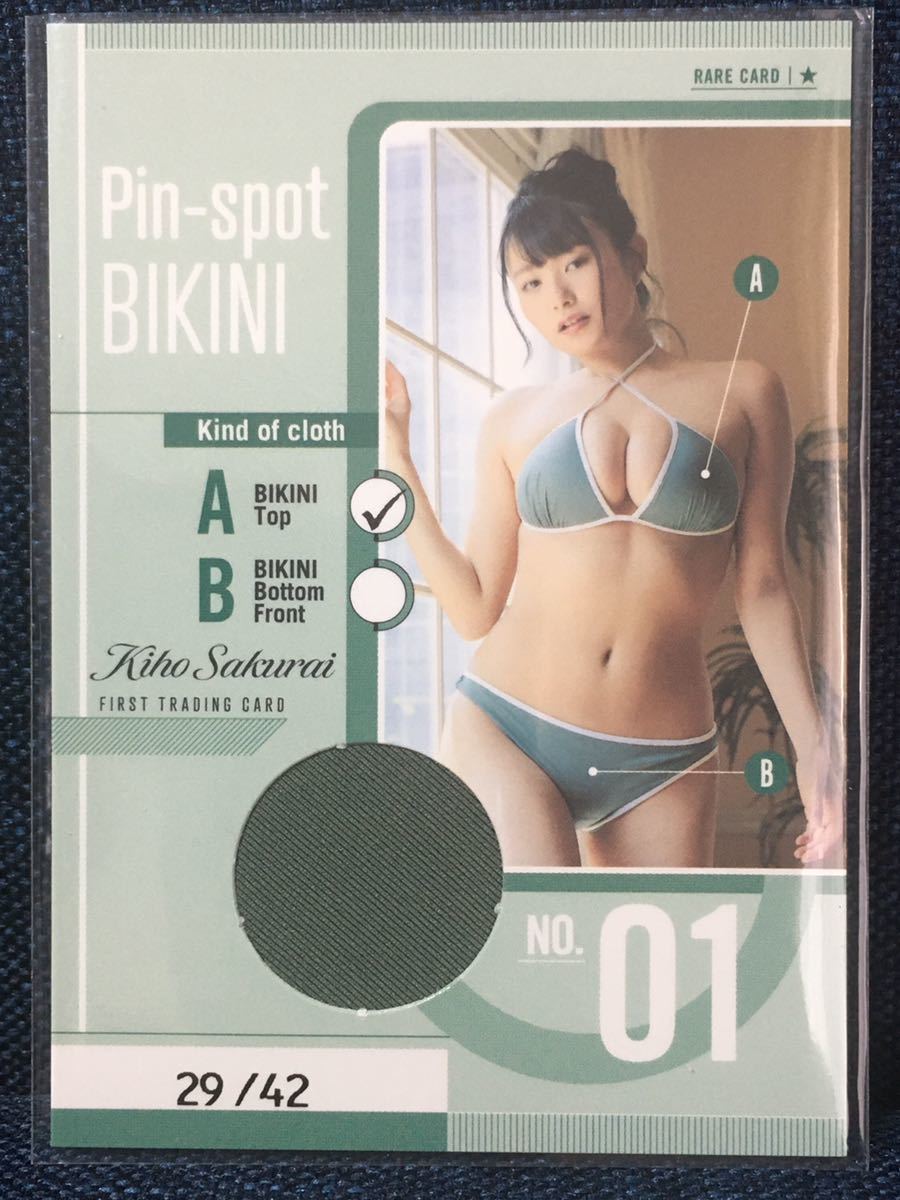 RARE CARD | ★
Pin-spot
BIKINI
Kind of cloth
A BIKINI
Top
B BIKINI
Bottom
Front
Kiho Sakurai
FIRST TRADING CARD
A
B
NO. 01
29/42